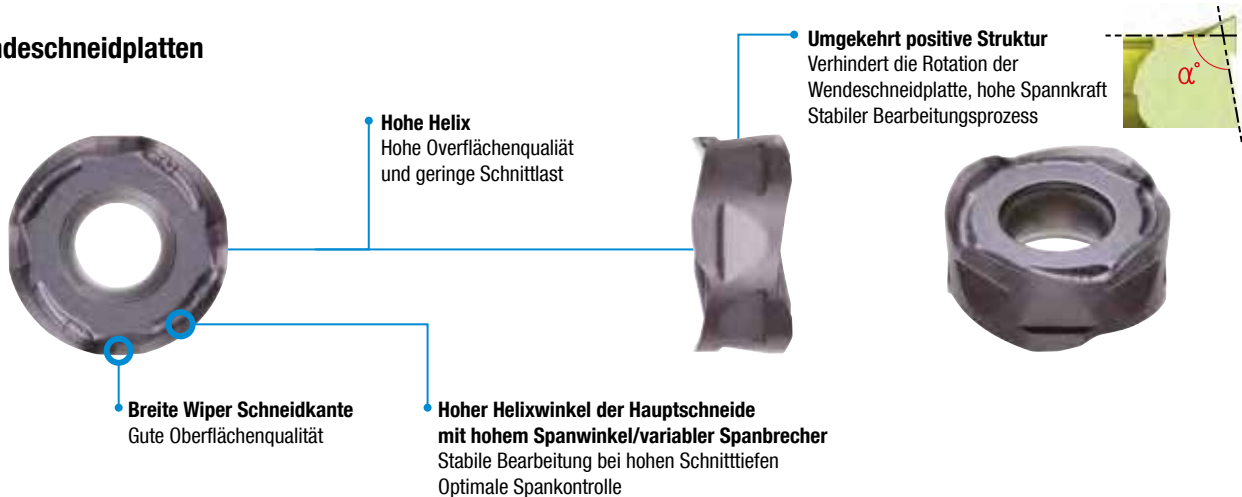 ndeschneidplatten
Umgekehrt positive Struktur
Verhindert die Rotation der
Wendeschneidplatte, hohe Spannkraft
Stabiler Bearbeitungsprozess
α°
Hohe Helix
Hohe Overflächenqualiät
und geringe Schnittlast
Breite Wiper Schneidkante
Gute Oberflächenqualität
Hoher Helixwinkel der Hauptschneide
mit hohem Spanwinkel/variabler Spanbrecher
Stabile Bearbeitung bei hohen Schnitttiefen
Optimale Spankontrolle